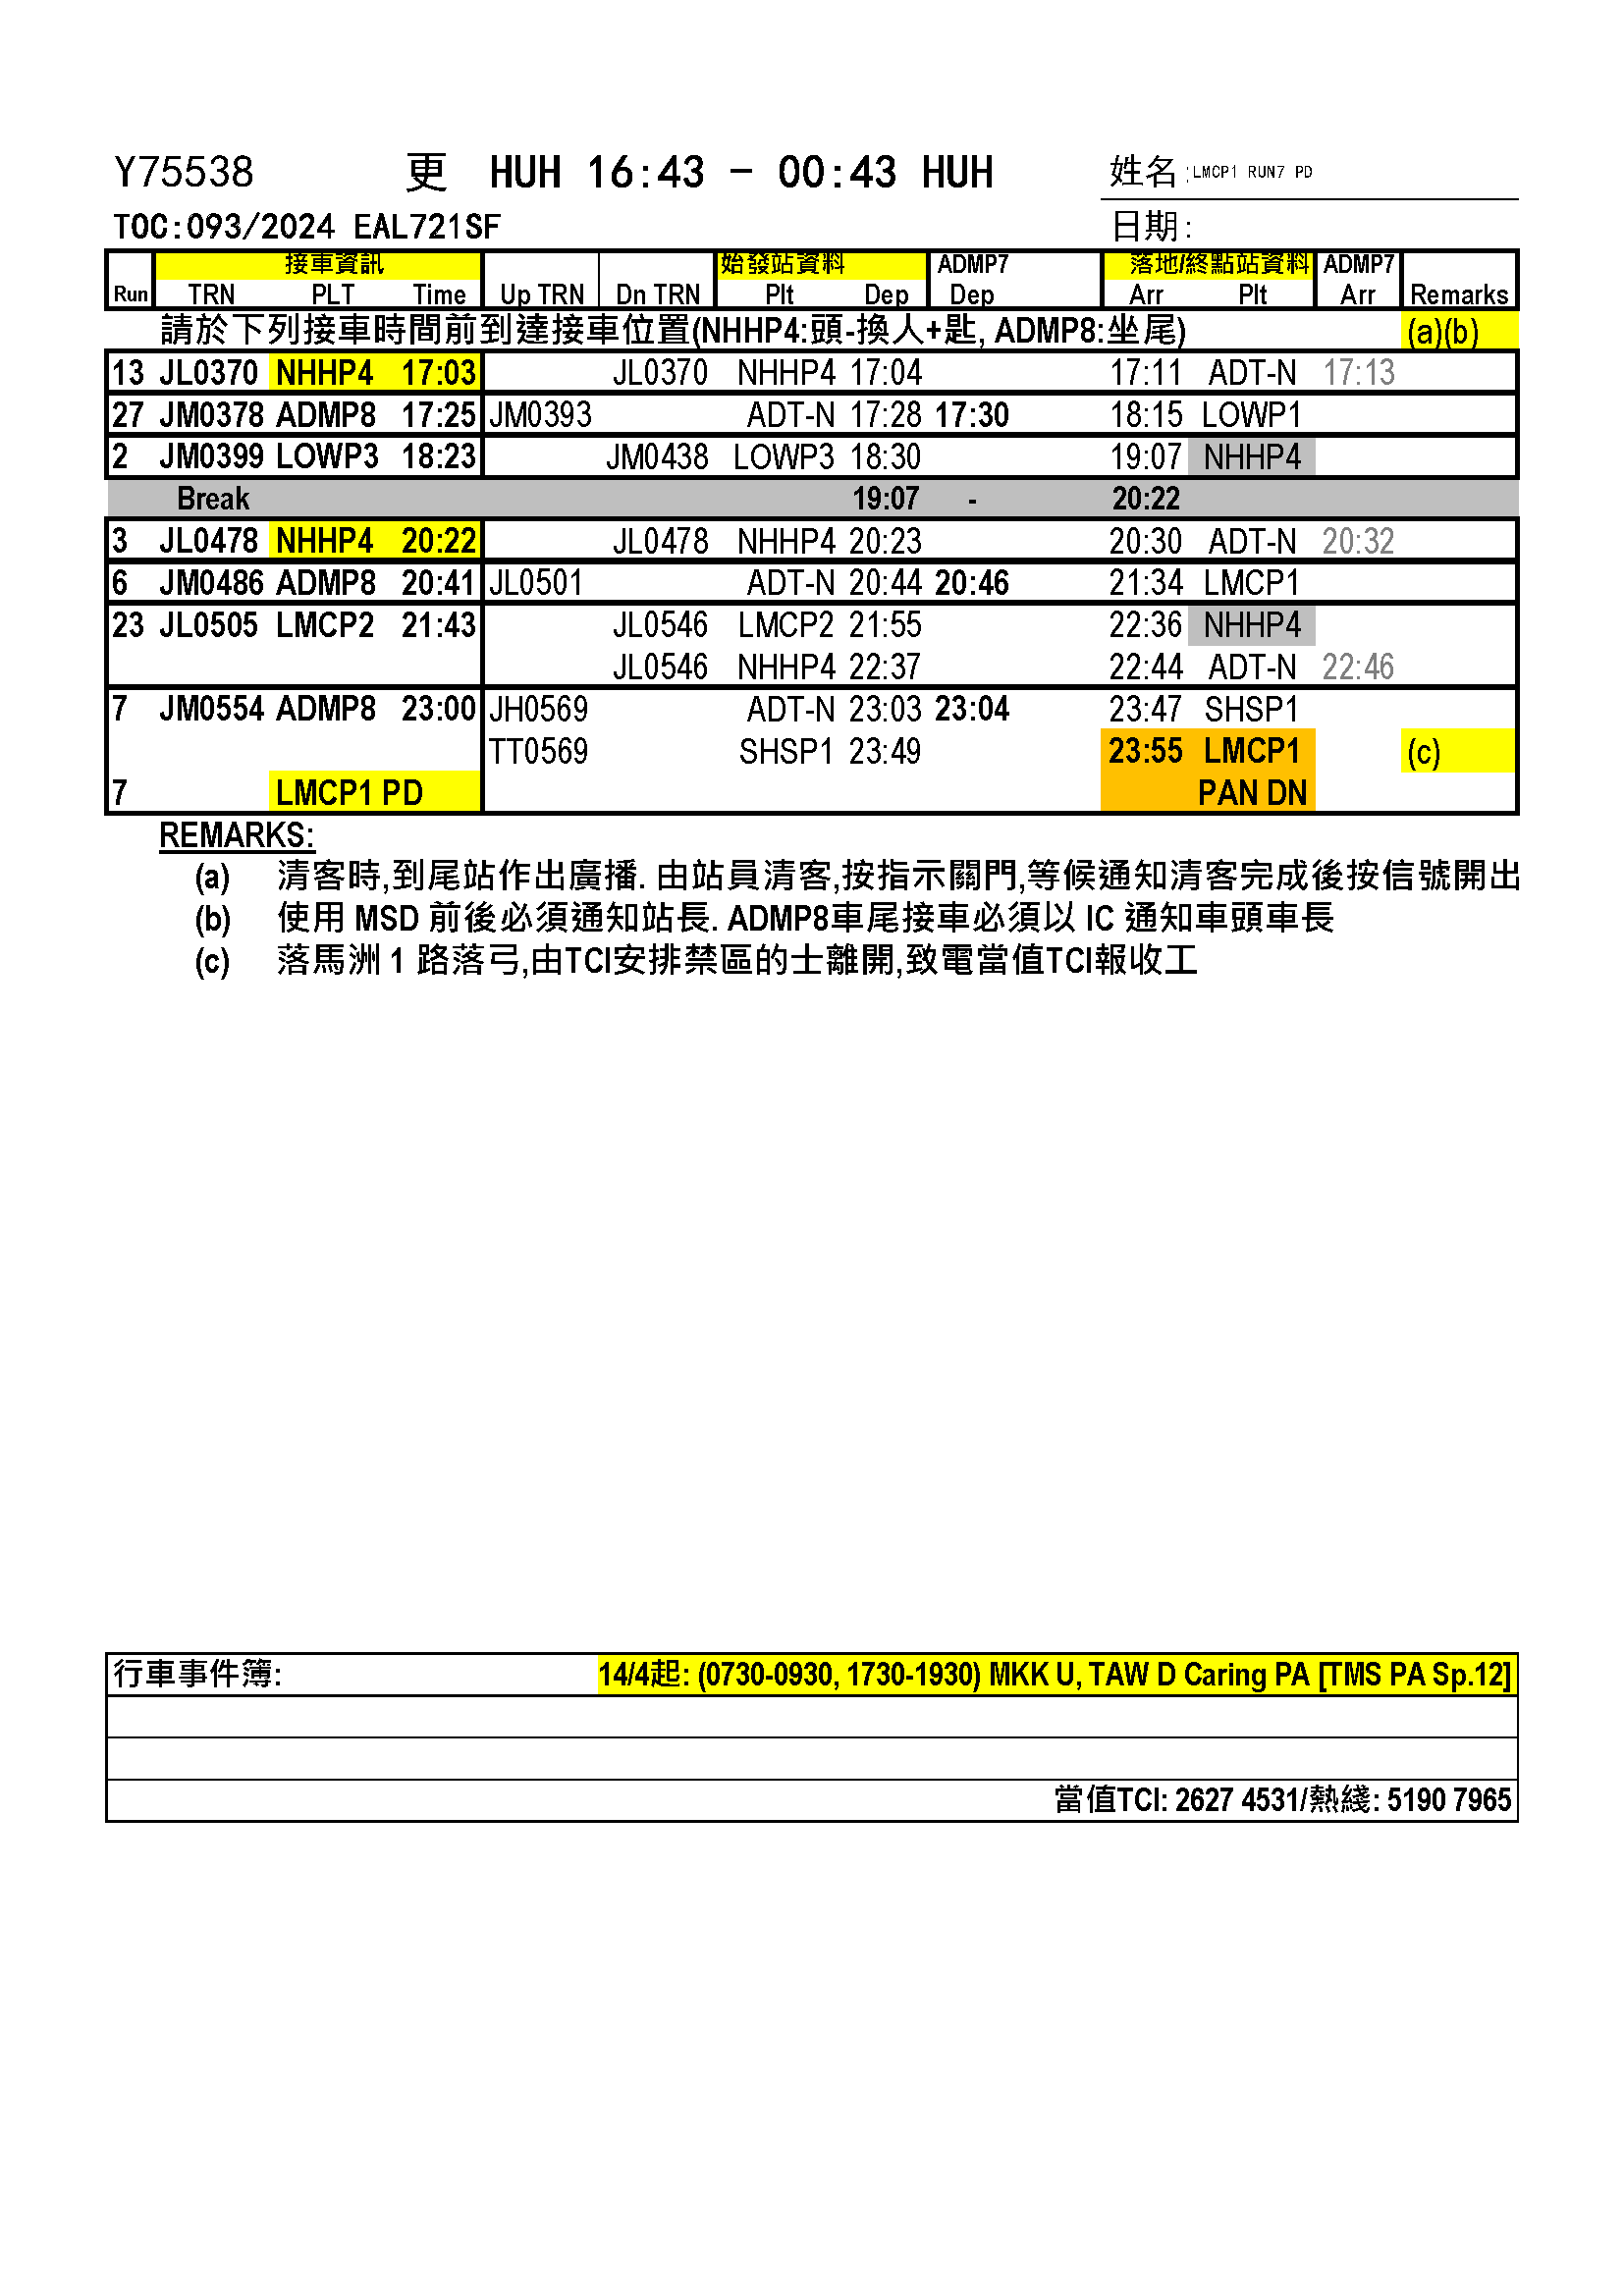 Y75538 更 HUH 16:43 - 00:43 HUH 姓名:LMCP1 RUN7 PD
TOC:093/2024 EAL721SF 日期:
接車資訊 始發站資料 ADMP7 落地/終點站資料 ADMP7
Run TRN PLT Time Up TRN Dn TRN Plt Dep Dep Arr Plt Arr Remarks
請於下列接車時間前到達接車位置(NHHP4:頭-換人+匙, ADMP8:坐尾) (a)(b)
13 JL0370 NHHP4 17:03 JL0370 NHHP4 17:04 17:11 ADT-N 17:13
27 JM0378 ADMP8 17:25 JM0393 ADT-N 17:28 17:30 18:15 LOWP1
2 JM0399 LOWP3 18:23 JM0438 LOWP3 18:30 19:07 NHHP4
Break 19:07 - 20:22
3 JL0478 NHHP4 20:22 JL0478 NHHP4 20:23 20:30 ADT-N 20:32
6 JM0486 ADMP8 20:41 JL0501 ADT-N 20:44 20:46 21:34 LMCP1
23 JL0505 LMCP2 21:43 JL0546 LMCP2 21:55 22:36 NHHP4
JL0546 NHHP4 22:37 22:44 ADT-N 22:46
7 JM0554 ADMP8 23:00 JH0569 ADT-N 23:03 23:04 23:47 SHSP1
TT0569 SHSP1 23:49 23:55 LMCP1 (c)
7 LMCP1 PD PAN DN
REMARKS:
(a) 清客時,到尾站作出廣播. 由站員清客,按指示關門,等候通知清客完成後按信號開出
(b) 使用 MSD 前後必須通知站長. ADMP8車尾接車必須以 IC 通知車頭車長
(c) 落馬洲 1 路落弓,由TCI安排禁區的士離開,致電當值TCI報收工
行車事件簿: 14/4起: (0730-0930, 1730-1930) MKK U, TAW D Caring PA [TMS PA Sp.12]
當值TCI: 2627 4531/熱綫: 5190 7965